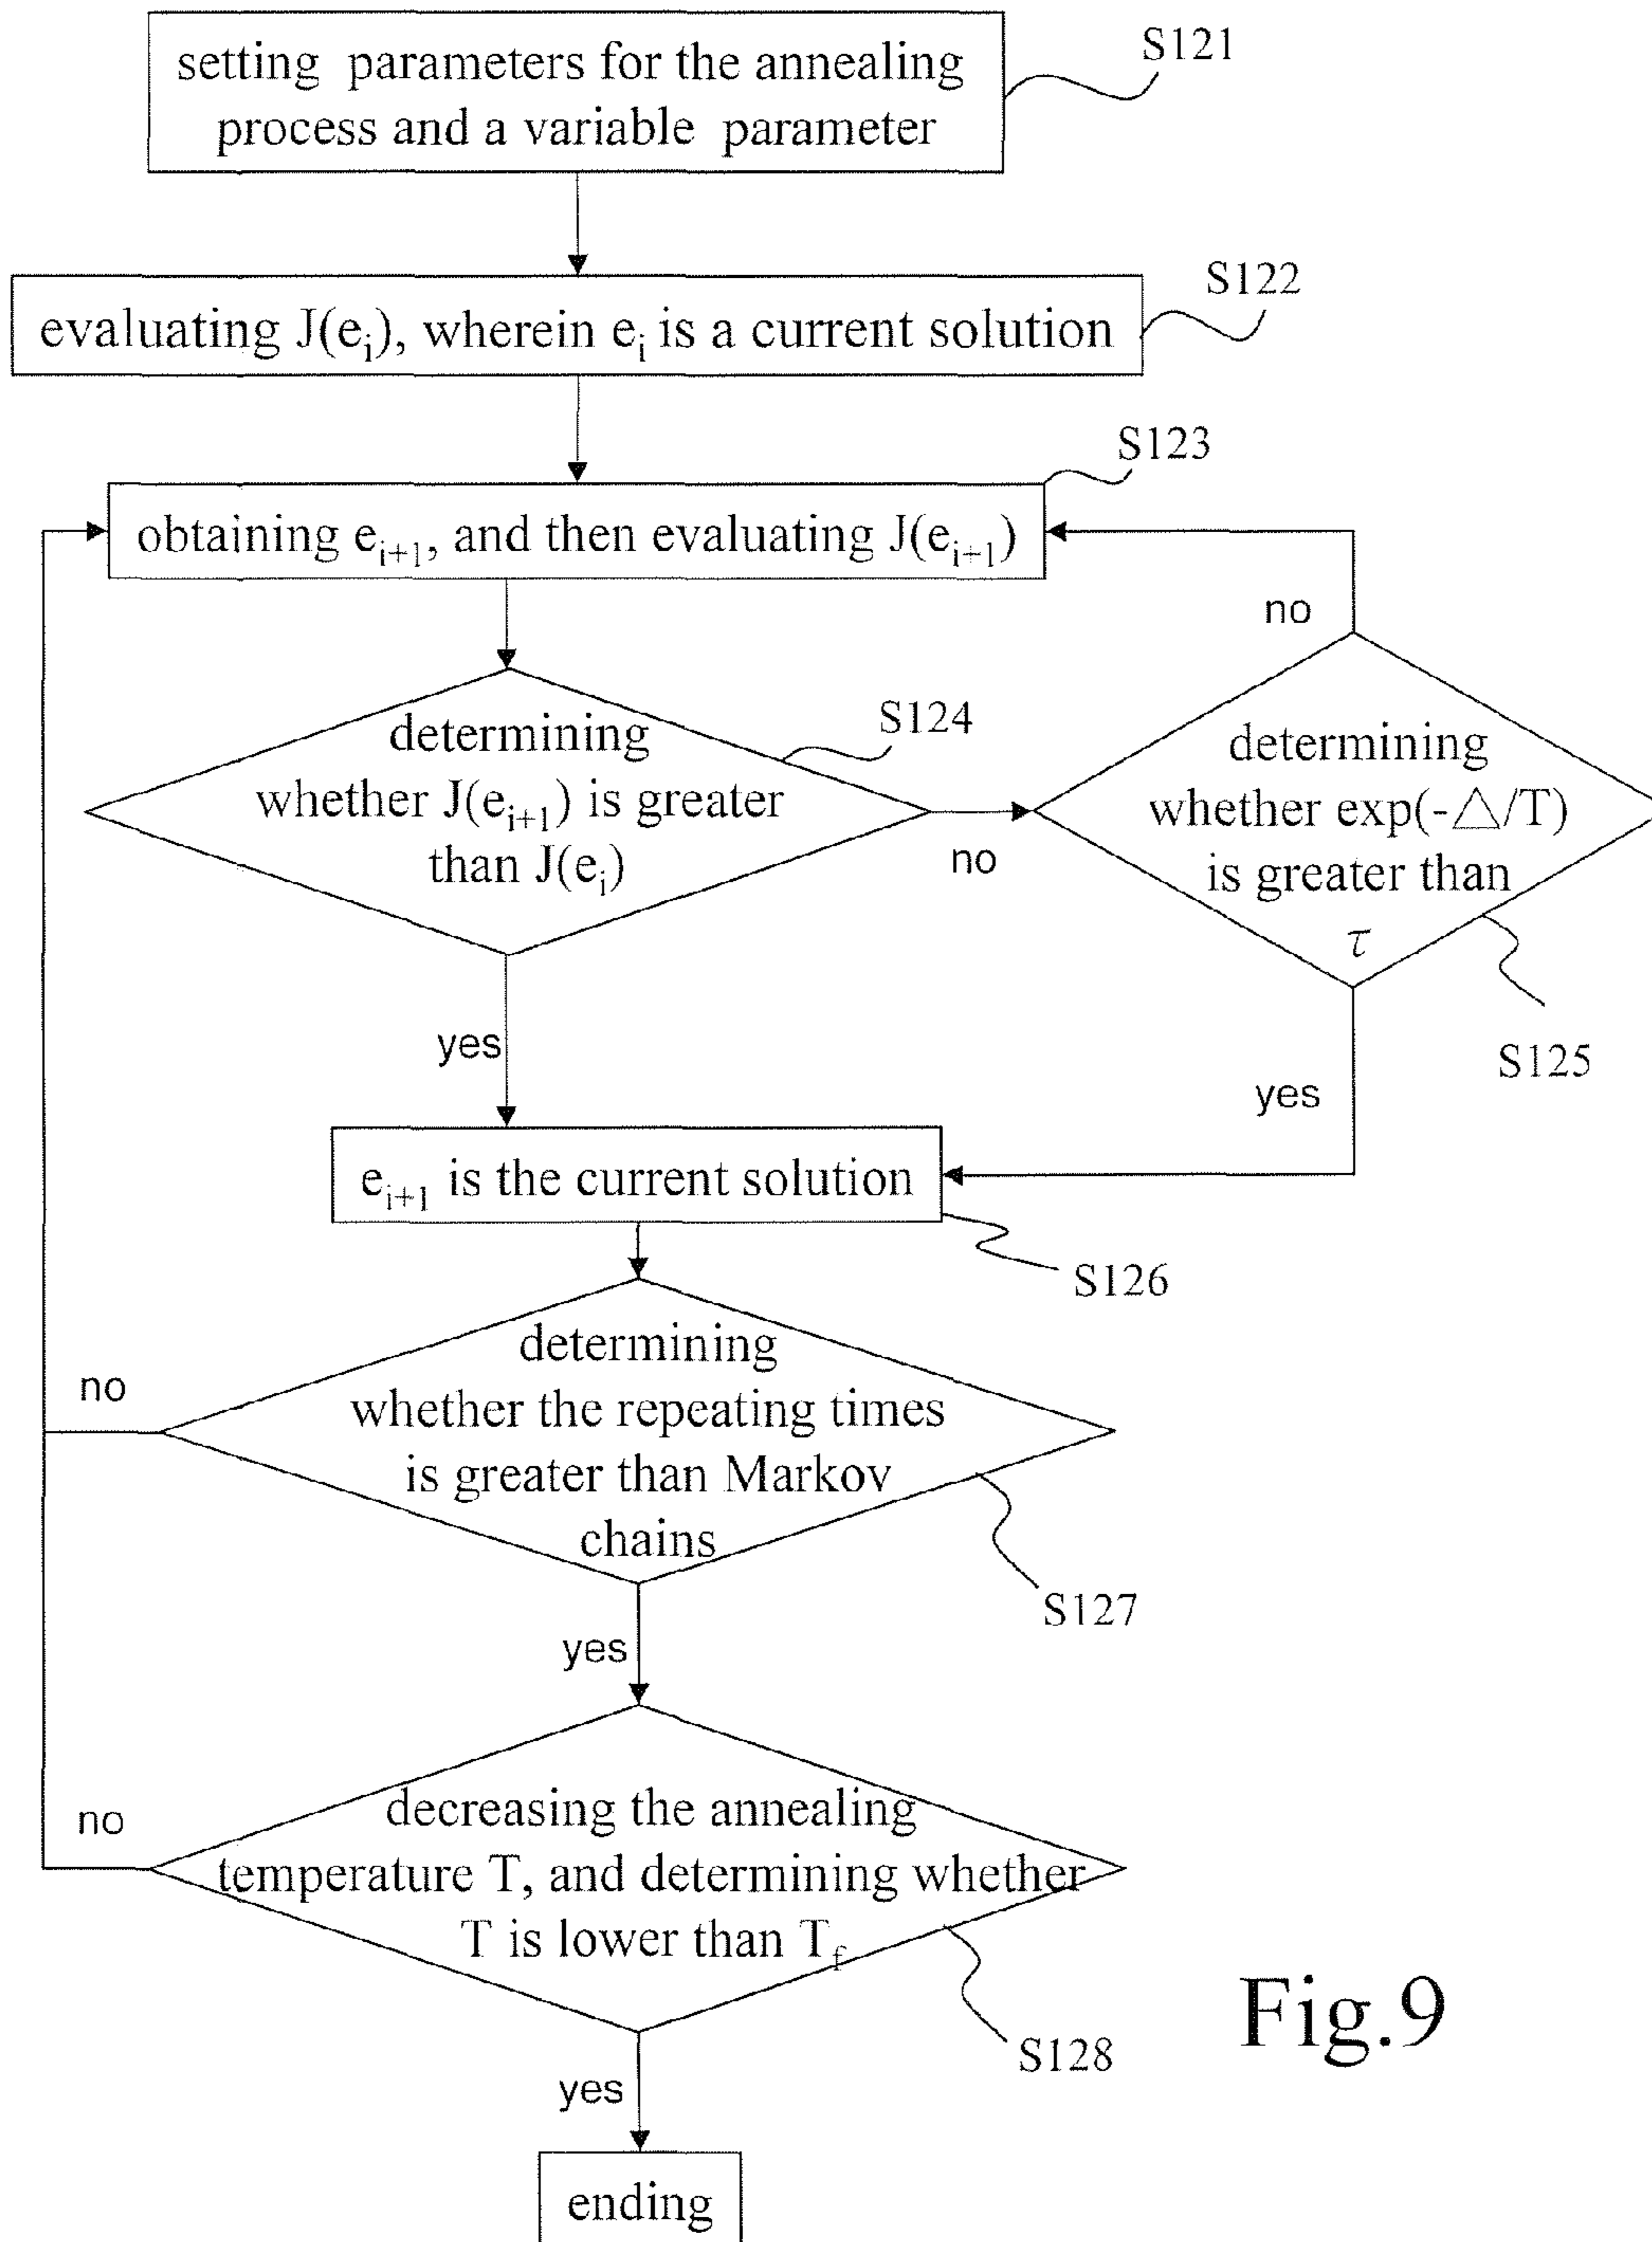 setting parameters for the annealing
process and a variable parameter
S121
evaluating J(eᵢ), wherein eᵢ is a current solution
S122
S123
obtaining eᵢ₊₁, and then evaluating J(eᵢ₊₁)
no
determining
whether J(eᵢ₊₁) is greater
than J(eᵢ)
S124
no
determining
whether exp(-△/T)
is greater than
τ
S125
yes
yes
eᵢ₊₁ is the current solution
S126
determining
whether the repeating times
is greater than Markov
chains
no
S127
yes
decreasing the annealing
temperature T, and determining whether
T is lower than T_f
no
S128
yes
ending
Fig.9